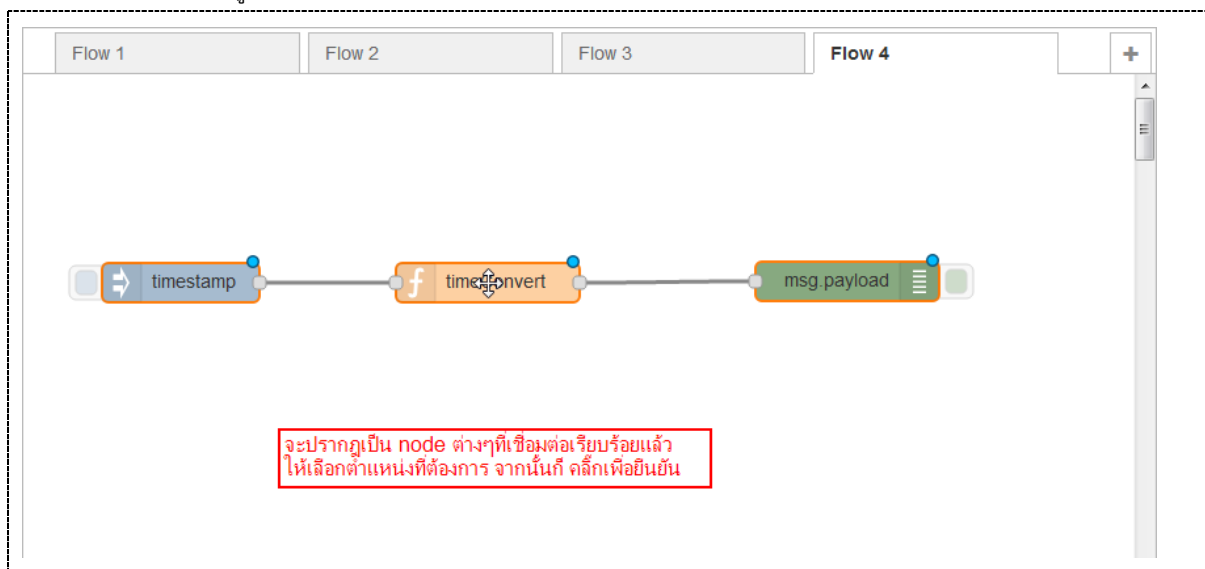 Flow 1
Flow 2
Flow 3
Flow 4
+
timestamp
msg.payload
จะปรากฎเป็น node ต่างๆที่เชื่อมต่อเรียบร้อยแล้ว
ให้เลือกตำแหน่งที่ต้องการ จากนั้นก็ คลิ๊กเพื่อยืนยัน